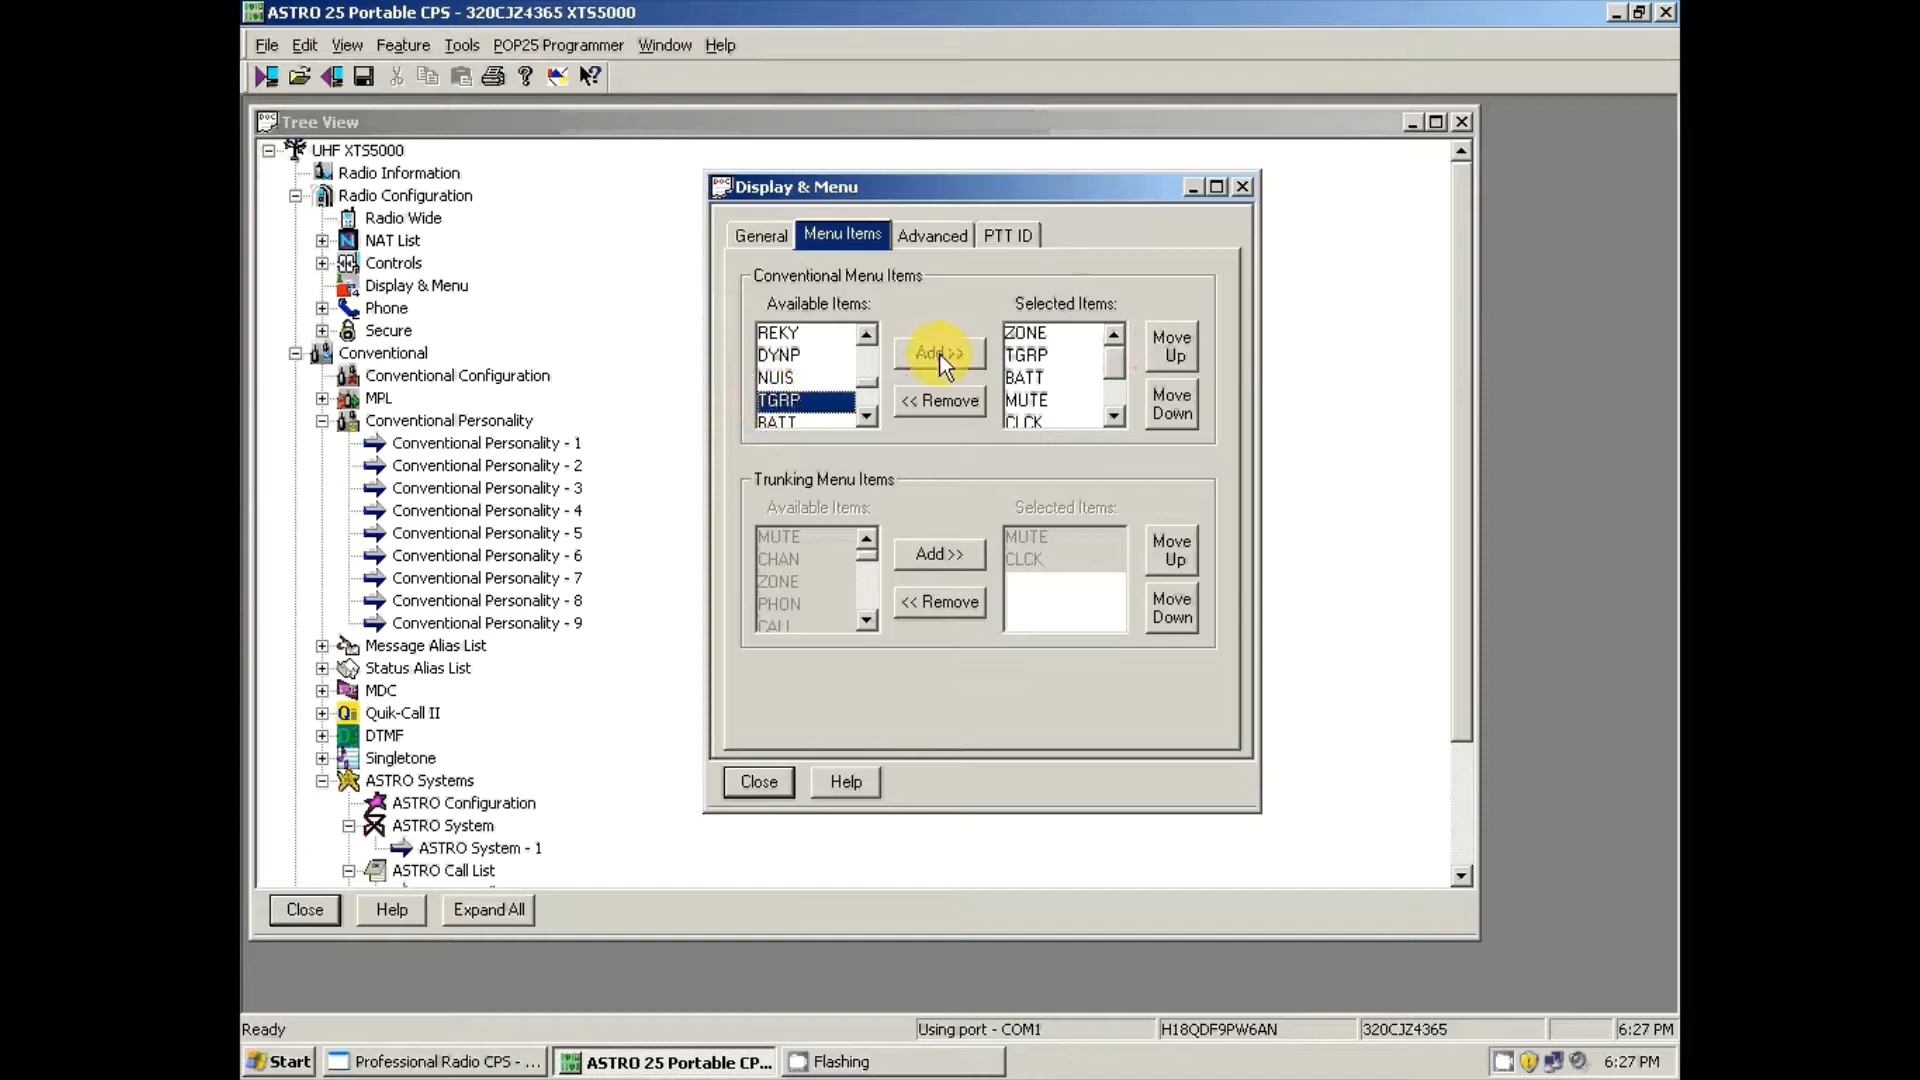 ASTRO 25 Portable CPS - 320CJZ4365 XTS5000
File Edit View Feature Tools POP25 Programmer Window Help
Tree View
UHF XTS5000
Radio Information
Radio Configuration
Radio Wide
NAT List
Controls
Display & Menu
Phone
Secure
Conventional
Conventional Configuration
MPL
Conventional Personality
Conventional Personality - 1
Conventional Personality - 2
Conventional Personality - 3
Conventional Personality - 4
Conventional Personality - 5
Conventional Personality - 6
Conventional Personality - 7
Conventional Personality - 8
Conventional Personality - 9
Message Alias List
Status Alias List
MDC
Quik-Call II
DTMF
Singletone
ASTRO Systems
ASTRO Configuration
ASTRO System
ASTRO System - 1
ASTRO Call List
Close Help Expand All
Display & Menu
General Menu Items Advanced PTT ID
Conventional Menu Items
Available Items:
REKY
DYNP
NUIS
TGRP
BATT
Add >>
<< Remove
Selected Items:
ZONE
TGRP
BATT
MUTE
CLCK
Move
Up
Move
Down
Trunking Menu Items
Available Items:
MUTE
CHAN
ZONE
PHON
CALL
Add >>
<< Remove
Selected Items:
MUTE
CLCK
Move
Up
Move
Down
Close Help
Ready Using port - COM1 H18QDF9PW6AN 320CJZ4365 6:27 PM
Start Professional Radio CPS - ... ASTRO 25 Portable CP... Flashing 6:27 PM